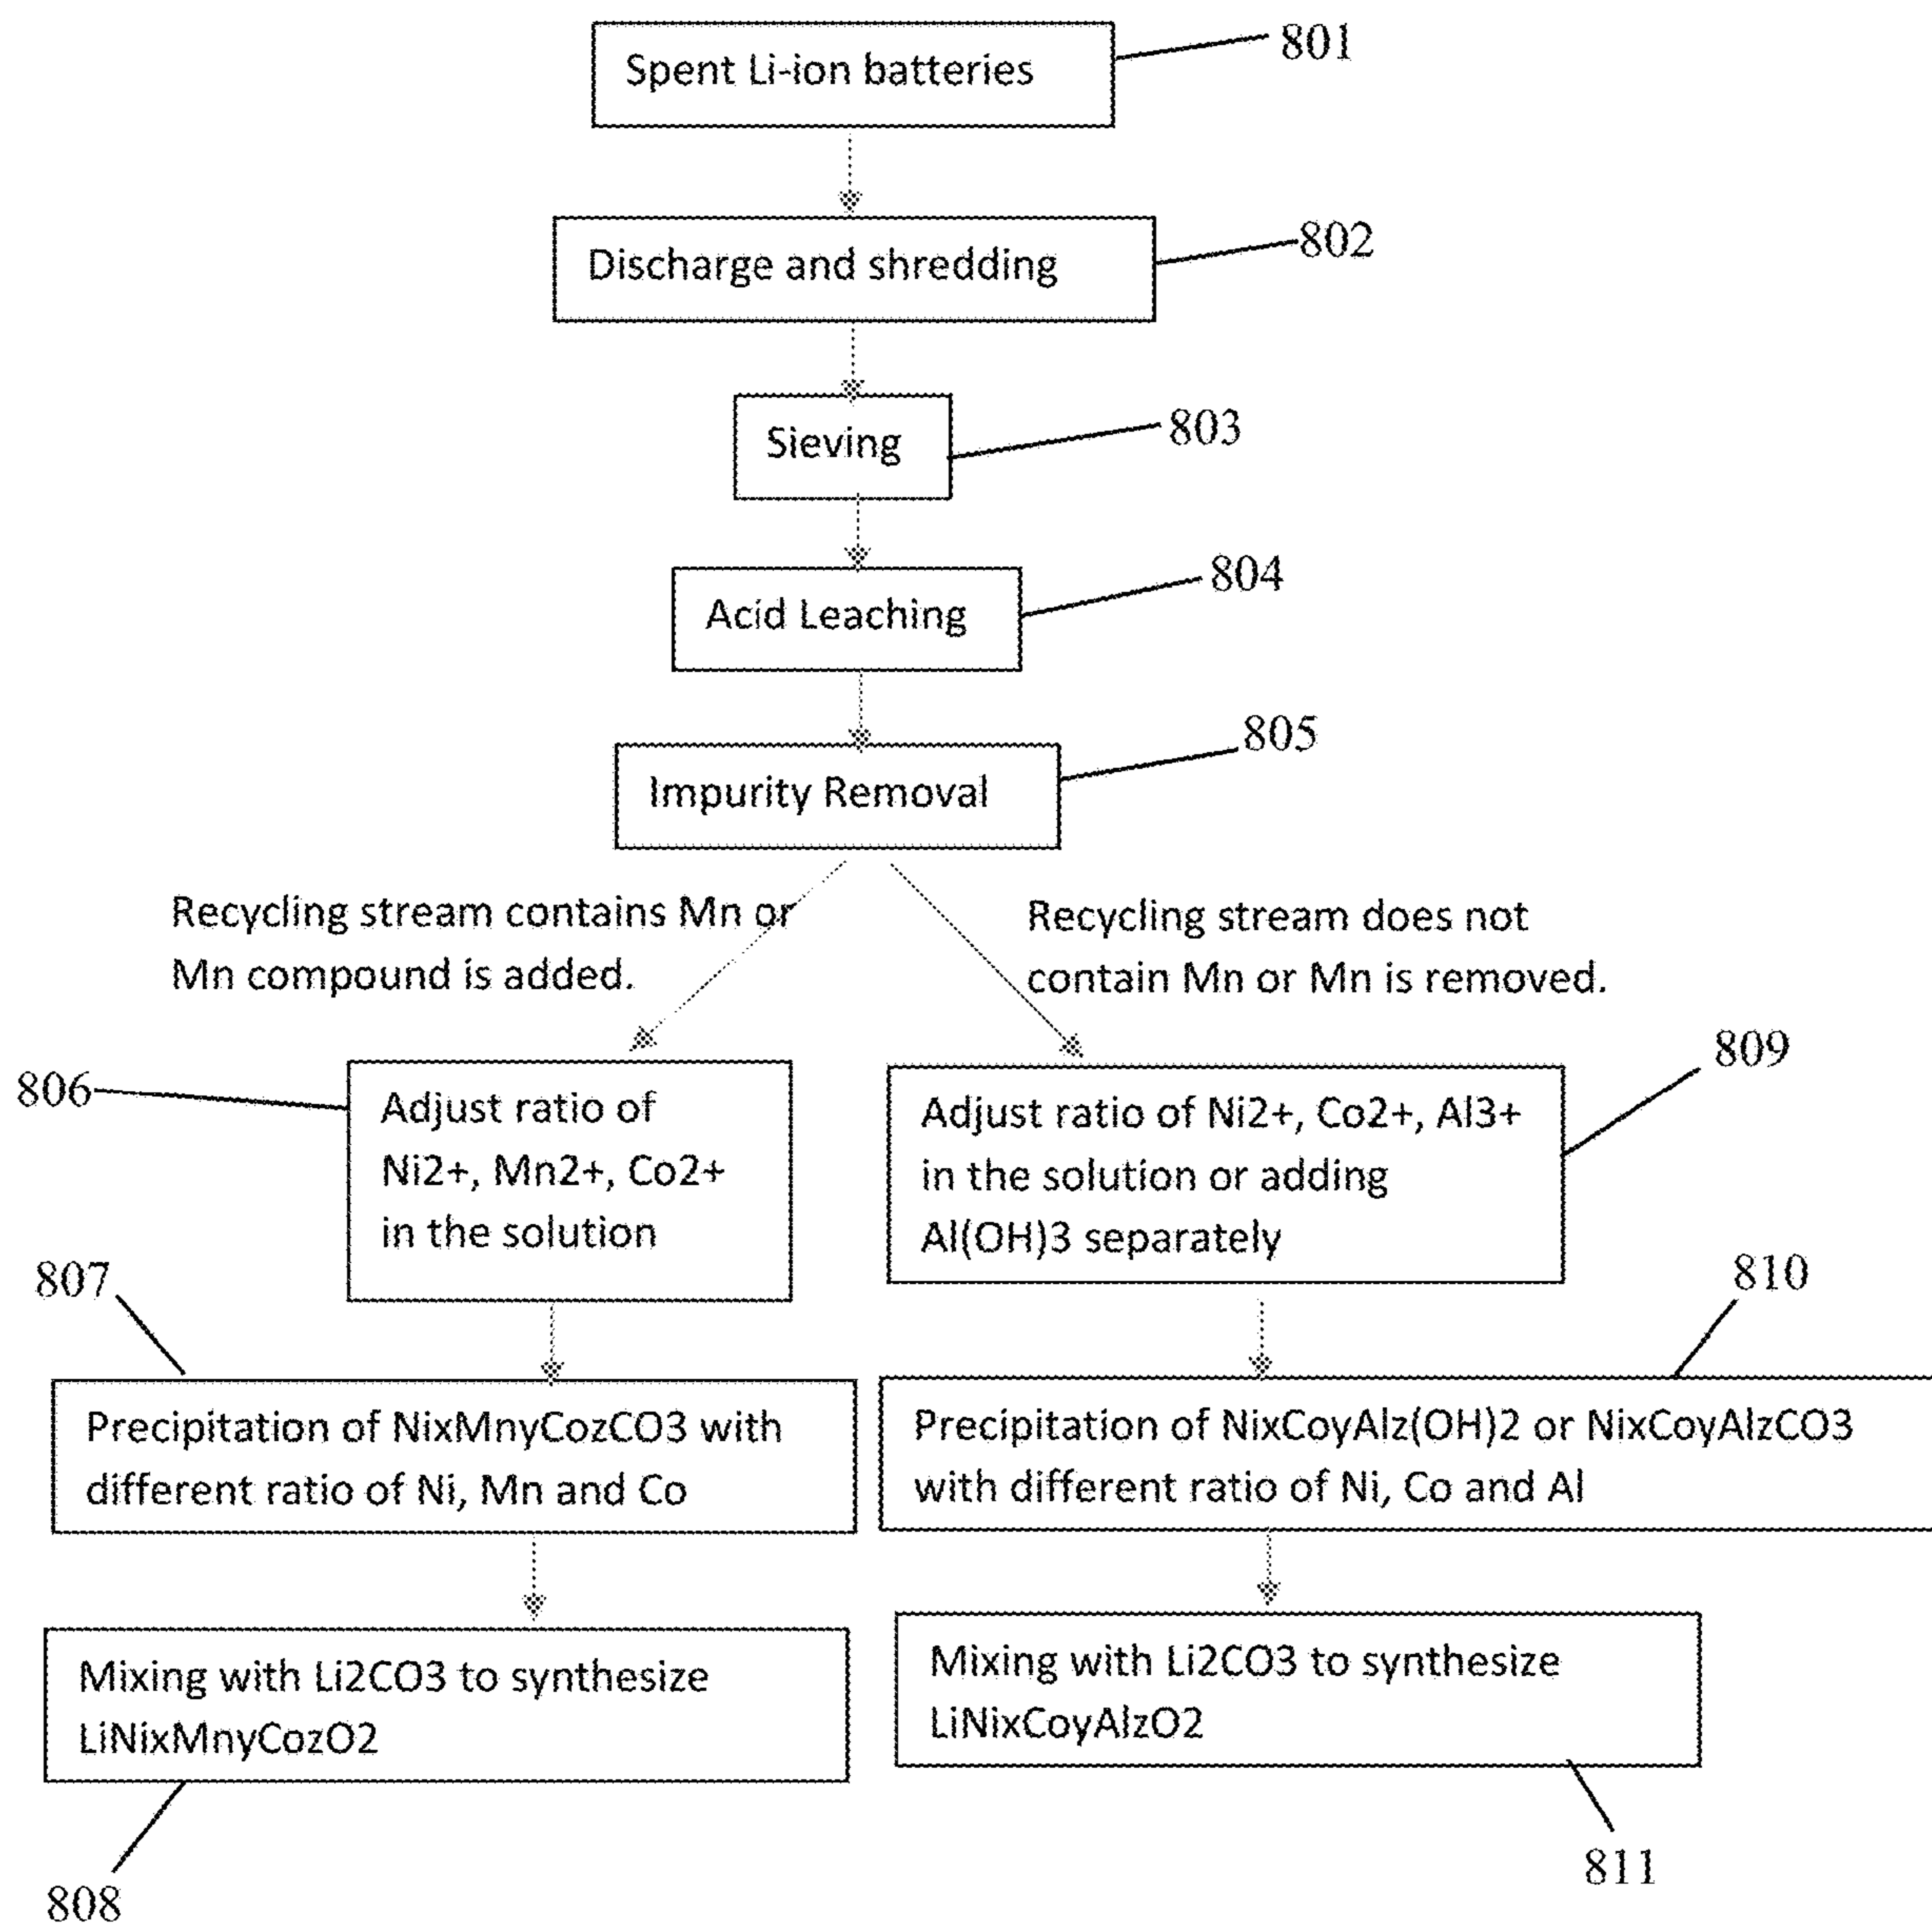 Spent Li-ion batteries
801
Discharge and shredding
802
Sieving
803
Acid Leaching
804
Impurity Removal
805
Recycling stream contains Mn or
Mn compound is added.
Recycling stream does not
contain Mn or Mn is removed.
806
Adjust ratio of
Ni2+, Mn2+, Co2+
in the solution
809
Adjust ratio of Ni2+, Co2+, Al3+
in the solution or adding
Al(OH)3 separately
807
Precipitation of NixMnyCozCO3 with
different ratio of Ni, Mn and Co
810
Precipitation of NixCoyAlz(OH)2 or NixCoyAlzCO3
with different ratio of Ni, Co and Al
Mixing with Li2CO3 to synthesize
LiNixMnyCozO2
808
Mixing with Li2CO3 to synthesize
LiNixCoyAlzO2
811